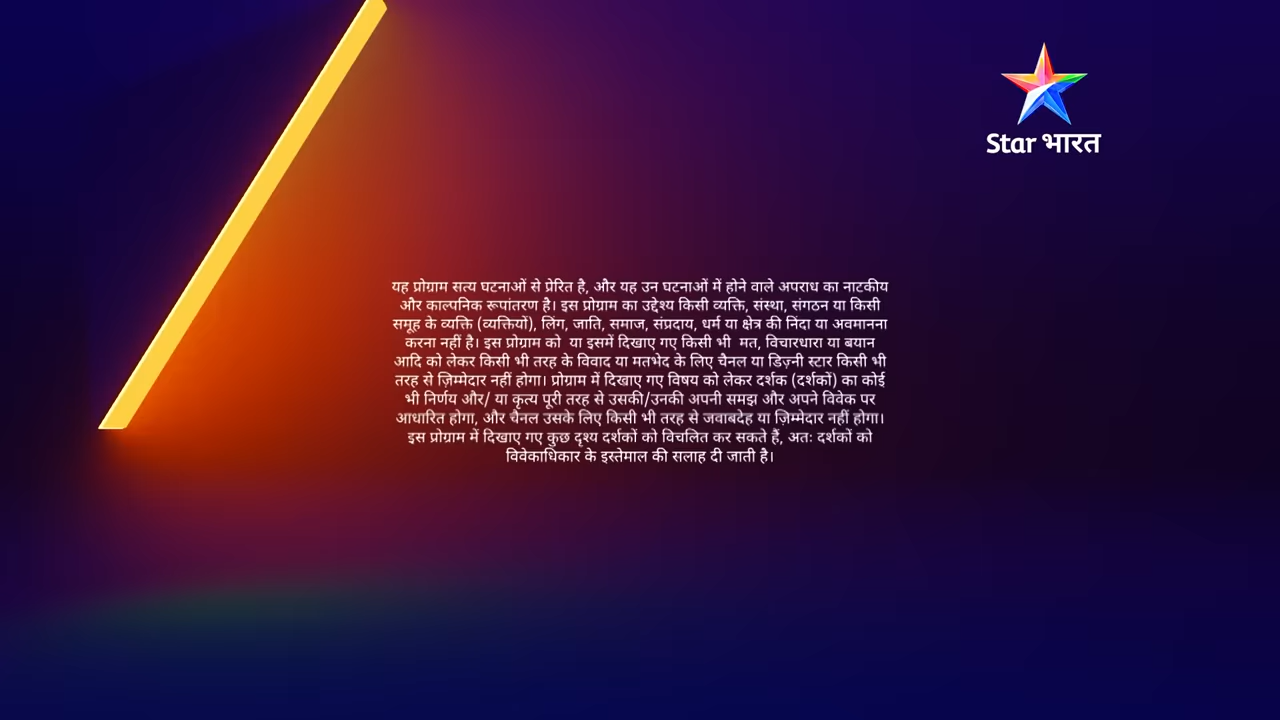 Star भारत
यह प्रोग्राम सत्य घटनाओं से प्रेरित है, और यह उन घटनाओं में होने वाले अपराध का नाटकीय
और काल्पनिक रूपांतरण है। इस प्रोग्राम का उद्देश्य किसी व्यक्ति, संस्था, संगठन या किसी
समूह के व्यक्ति (व्यक्तियों), लिंग, जाति, समाज, संप्रदाय, धर्म या क्षेत्र की निंदा या अवमानना
करना नहीं है। इस प्रोग्राम को या इसमें दिखाए गए किसी भी मत, विचारधारा या बयान
आदि को लेकर किसी भी तरह के विवाद या मतभेद के लिए चैनल या डिज़्नी स्टार किसी भी
तरह से ज़िम्मेदार नहीं होगा। प्रोग्राम में दिखाए गए विषय को लेकर दर्शक (दर्शकों) का कोई
भी निर्णय और/ या कृत्य पूरी तरह से उसकी/उनकी अपनी समझ और अपने विवेक पर
आधारित होगा, और चैनल उसके लिए किसी भी तरह से जवाबदेह या ज़िम्मेदार नहीं होगा।
इस प्रोग्राम में दिखाए गए कुछ दृश्य दर्शकों को विचलित कर सकते हैं, अतः दर्शकों को
विवेकाधिकार के इस्तेमाल की सलाह दी जाती है।